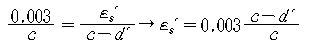 0.003/c = ε_s′/(c−d″) → ε_s′ = 0.003 (c−d″)/c